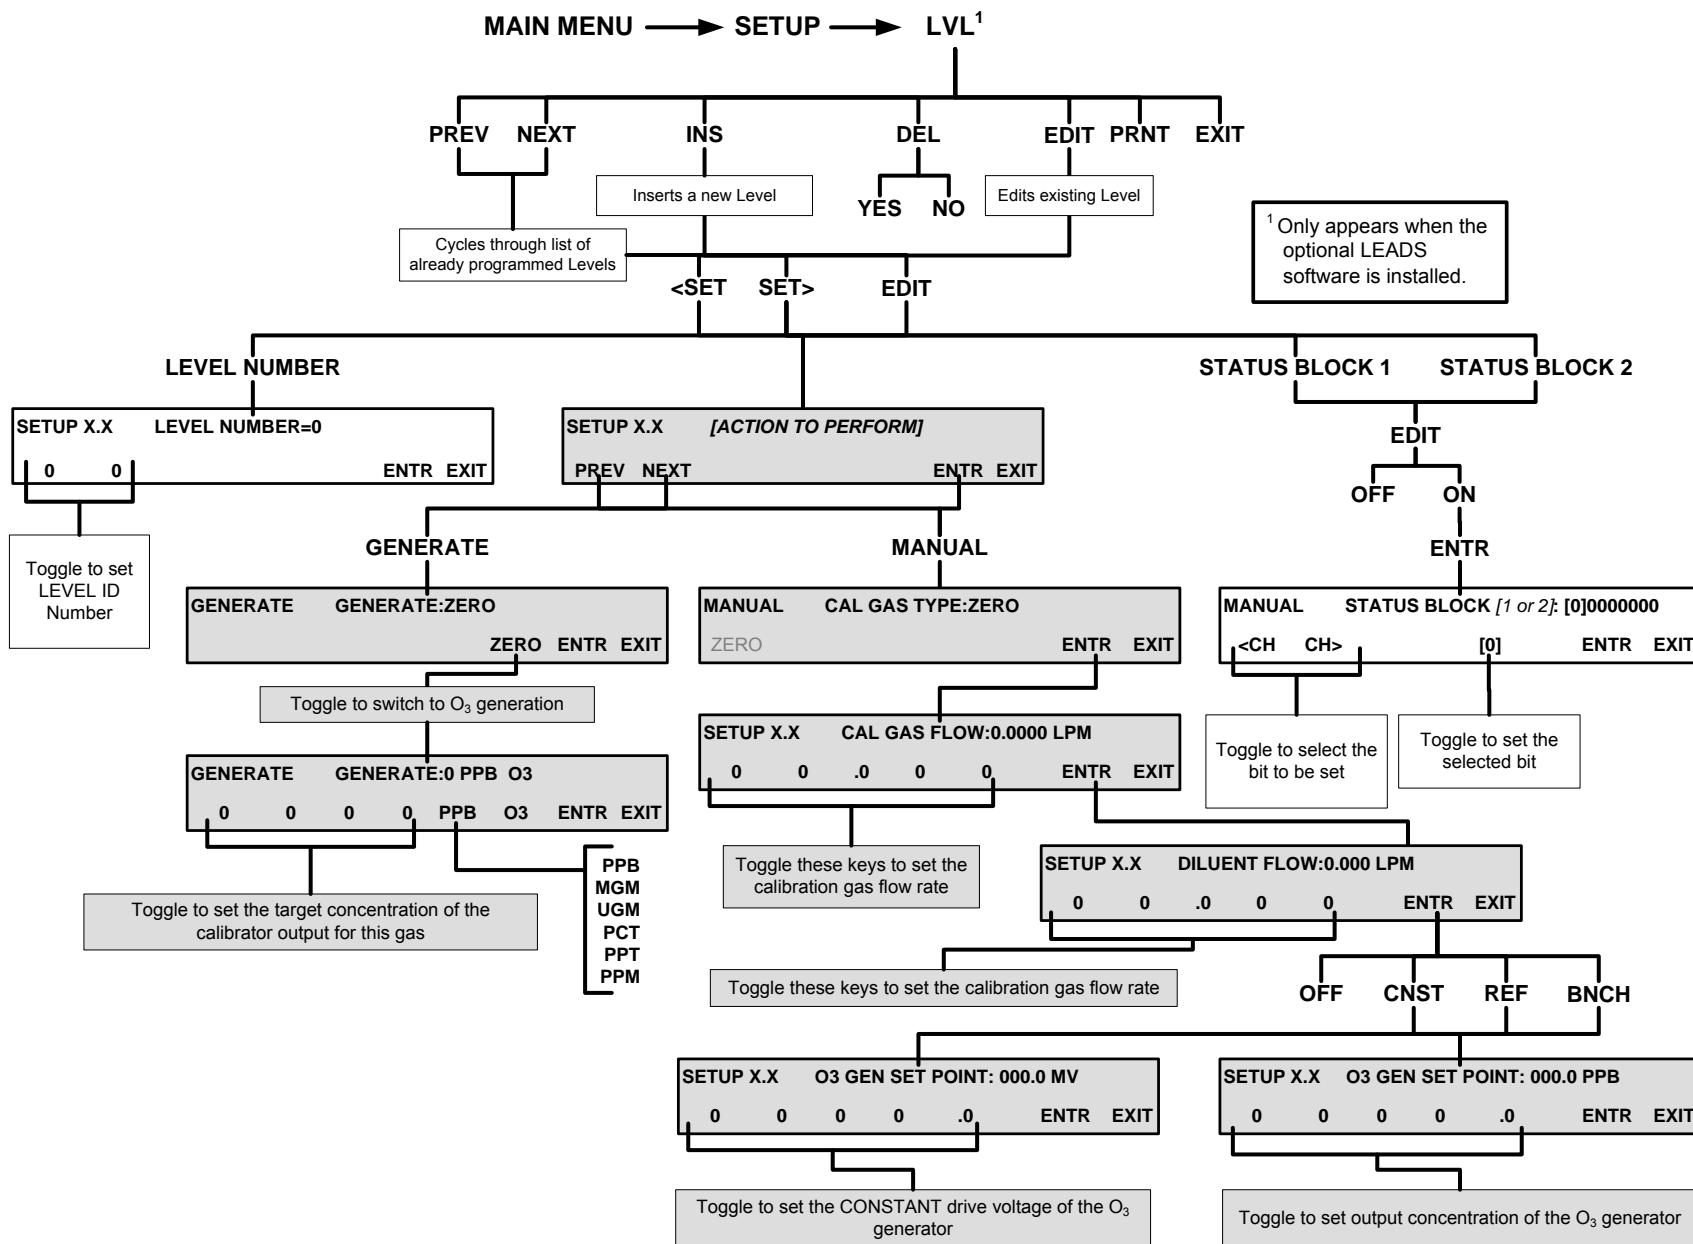 MAIN MENU SETUP LVL1
PREV NEXT INS DEL EDIT PRNT EXIT
Inserts a new Level
YES NO
Edits existing Level
Cycles through list of
already programmed Levels
1 Only appears when the
optional LEADS
software is installed.
<SET SET> EDIT
LEVEL NUMBER
STATUS BLOCK 1 STATUS BLOCK 2
SETUP X.X LEVEL NUMBER=0
0 0 ENTR EXIT
Toggle to set
LEVEL ID
Number
SETUP X.X [ACTION TO PERFORM]
PREV NEXT ENTR EXIT
EDIT
OFF ON
ENTR
GENERATE
MANUAL
GENERATE GENERATE:ZERO
ZERO ENTR EXIT
Toggle to switch to O3 generation
GENERATE GENERATE:0 PPB O3
0 0 0 0 PPB O3 ENTR EXIT
PPB
MGM
UGM
PCT
PPT
PPM
Toggle to set the target concentration of the
calibrator output for this gas
MANUAL CAL GAS TYPE:ZERO
ZERO ENTR EXIT
SETUP X.X CAL GAS FLOW:0.0000 LPM
0 0 .0 0 0 ENTR EXIT
Toggle these keys to set the
calibration gas flow rate
MANUAL STATUS BLOCK [1 or 2]: [0]0000000
<CH CH> [0] ENTR EXIT
Toggle to select the
bit to be set
Toggle to set the
selected bit
SETUP X.X DILUENT FLOW:0.000 LPM
0 0 .0 0 0 ENTR EXIT
Toggle these keys to set the calibration gas flow rate
OFF CNST REF BNCH
SETUP X.X O3 GEN SET POINT: 000.0 MV
0 0 0 0 .0 ENTR EXIT
Toggle to set the CONSTANT drive voltage of the O3
generator
SETUP X.X O3 GEN SET POINT: 000.0 PPB
0 0 0 0 .0 ENTR EXIT
Toggle to set output concentration of the O3 generator